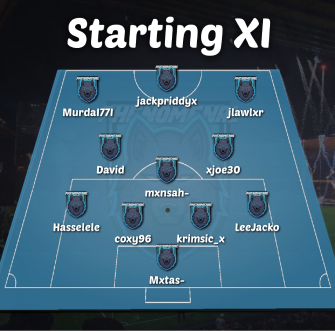 Starting XI
jackpriddyx
Murdal77l jlawlxr
David xjoe30
mxnsah-
Hasselele LeeJacko
coxy96 krimsic_x
Mxtas-